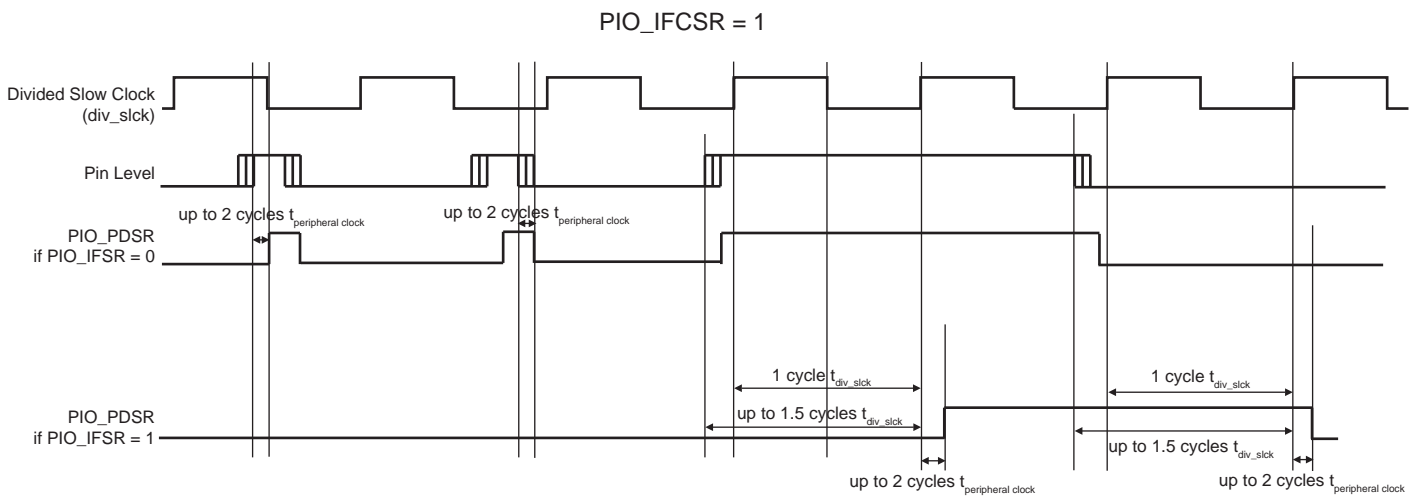 PIO_IFCSR = 1
Divided Slow Clock
(div_slck)
Pin Level
up to 2 cycles tperipheral clock
up to 2 cycles tperipheral clock
PIO_PDSR
if PIO_IFSR = 0
1 cycle tdiv_slck
1 cycle tdiv_slck
PIO_PDSR
if PIO_IFSR = 1
up to 1.5 cycles tdiv_slck
up to 1.5 cycles tdiv_slck
up to 2 cycles tperipheral clock
up to 2 cycles tperipheral clock